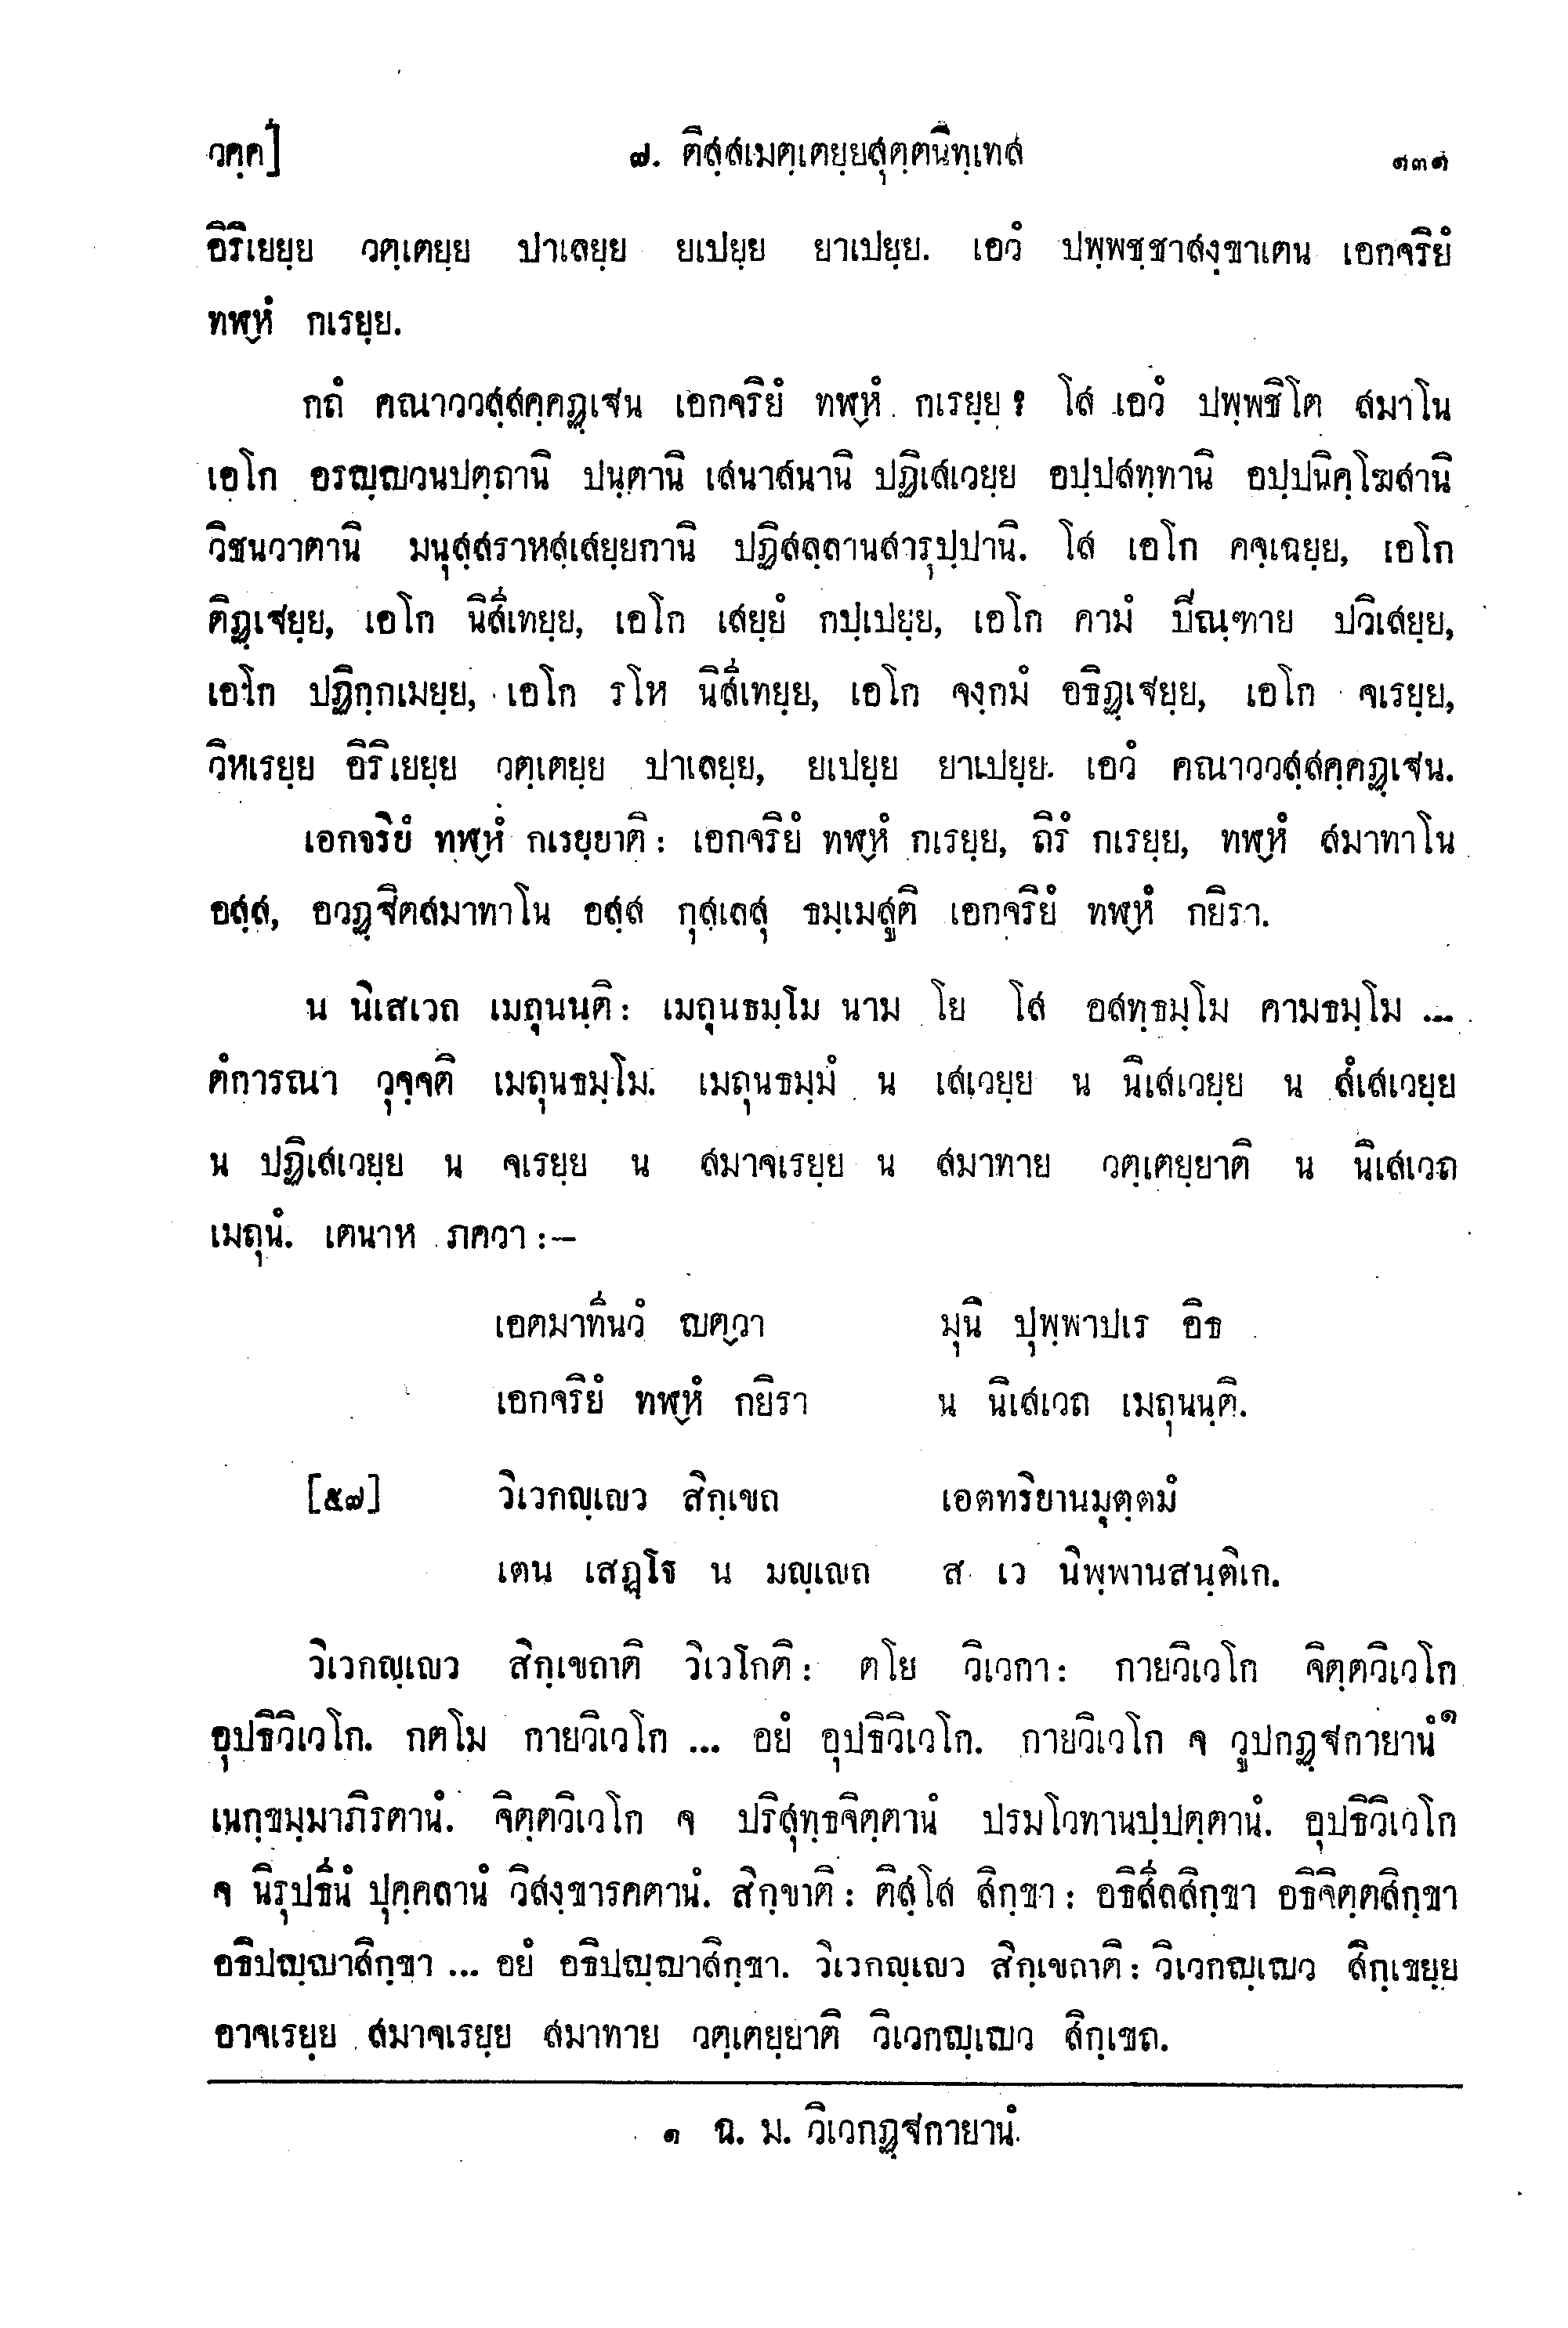 วคฺค]	๗. ติสฺสเมตฺเตยฺยสุตฺตนิทฺเทส	๑๓๑
อิริเยยฺย วตฺเตยฺย ปาเลยฺย ยเปยฺย ยาเปยฺย. เอวํ ปพฺพชฺชาสงฺขาเตน เอกจริยํ
ทฬฺหํ กเรยฺย.
กถํ คณาววสฺสคฺคฏฺเฐน เอกจริยํ ทฬฺหํ กเรยฺย ? โส เอวํ ปพฺพชิโต สมาโน
เอโก อรญฺญวนปตฺถานิ ปนฺตานิ เสนาสนานิ ปฏิเสเวยฺย อปฺปสทฺทานิ อปฺปนิคฺโฆสานิ
วิชนวาตานิ มนุสฺสราหสฺเสยฺยกานิ ปฏิสลฺลานสารุปฺปานิ. โส เอโก คจฺเฉยฺย, เอโก
ติฏฺเฐยฺย, เอโก นิสีเทยฺย, เอโก เสยฺยํ กปฺเปยฺย, เอโก คามํ ปิณฺฑาย ปวิเสยฺย,
เอโก ปฏิกฺกเมยฺย, เอโก รโห นิสีเทยฺย, เอโก จงฺกมํ อธิฏฺเฐยฺย, เอโก จเรยฺย,
วิหเรยฺย อิริเยยฺย วตฺเตยฺย ปาเลยฺย, ยเปยฺย ยาเปยฺย. เอวํ คณาววสฺสคฺคฏฺเฐน.
เอกจริยํ ทฬฺหํ กเรยฺยาติ : เอกจริยํ ทฬฺหํ กเรยฺย, ถิรํ กเรยฺย, ทฬฺหํ สมาทาโน
อสฺส, อวฏฺฐิตสมาทาโน อสฺส กุสฺเลสุ ธมฺเมสูติ เอกจริยํ ทฬฺหํ กยิรา.
น นิเสเวถ เมถุนนฺติ : เมถุนธมฺโม นาม โย โส อสทฺธมฺโม คามธมฺโม ...
ตํการณา วุจฺจติ เมถุนธมฺโม. เมถุนธมฺมํ น เสเวยฺย น นิเสเวยฺย น สํเสเวยฺย
น ปฏิเสเวยฺย น จเรยฺย น สมาจเรยฺย น สมาทาย วตฺเตยฺยาติ น นิเสเวถ
เมถุนํ. เตนาห ภควา :–
เอตมาทีนวํ ญตฺวา	มุนิ ปุพฺพาปเร อิธ
เอกจริยํ ทฬฺหํ กยิรา	น นิเสเวถ เมถุนนฺติ.
[๕๗]	วิเวกญฺเญว สิกฺเขถ	เอตทริยานมุตฺตมํ
เตน เสฏฺโฐ น มญฺเญถ	ส เว นิพฺพานสนฺติเก.
วิเวกญฺเญว สิกฺเขถาติ วิเวโกติ : ตโย วิเวกา : กายวิเวโก จิตฺตวิเวโก
อุปธิวิเวโก. กตโม กายวิเวโก ... อยํ อุปธิวิเวโก. กายวิเวโก จ วูปกฏฺฐกายานํ๑
เนกฺขมฺมาภิรตานํ. จิตฺตวิเวโก จ ปริสุทฺธจิตฺตานํ ปรมโวทานปฺปตฺตานํ. อุปธิวิเวโก
จ นิรุปธีนํ ปุคฺคลานํ วิสงฺขารคตานํ. สิกฺขาติ : ติสฺโส สิกฺขา : อธิสีลสิกฺขา อธิจิตฺตสิกฺขา
อธิปญฺญาสิกฺขา ... อยํ อธิปญฺญาสิกฺขา. วิเวกญฺเญว สิกฺเขถาติ : วิเวกญฺเญว สิกฺเขยฺย
อาจเรยฺย สมาจเรยฺย สมาทาย วตฺเตยฺยาติ วิเวกญฺเญว สิกฺเขถ.
๑ ฉ. ม. วิเวกฏฺฐกายานํ